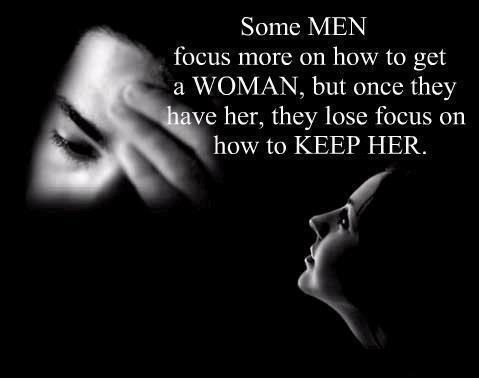 Some MEN
focus more on how to get
a WOMAN, but once they
have her, they lose focus on
how to KEEP HER.